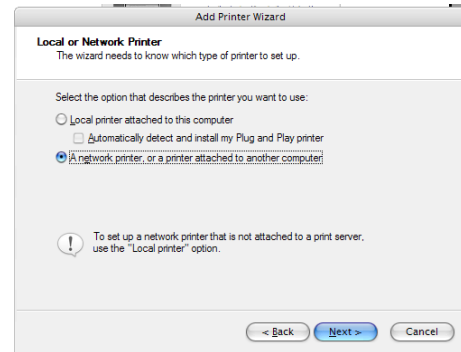 Add Printer Wizard
Local or Network Printer
The wizard needs to know which type of printer to set up.
Select the option that describes the printer you want to use:
Local printer attached to this computer
Automatically detect and install my Plug and Play printer
A network printer, or a printer attached to another computer
To set up a network printer that is not attached to a print server,
use the "Local printer" option.
< Back Next > Cancel